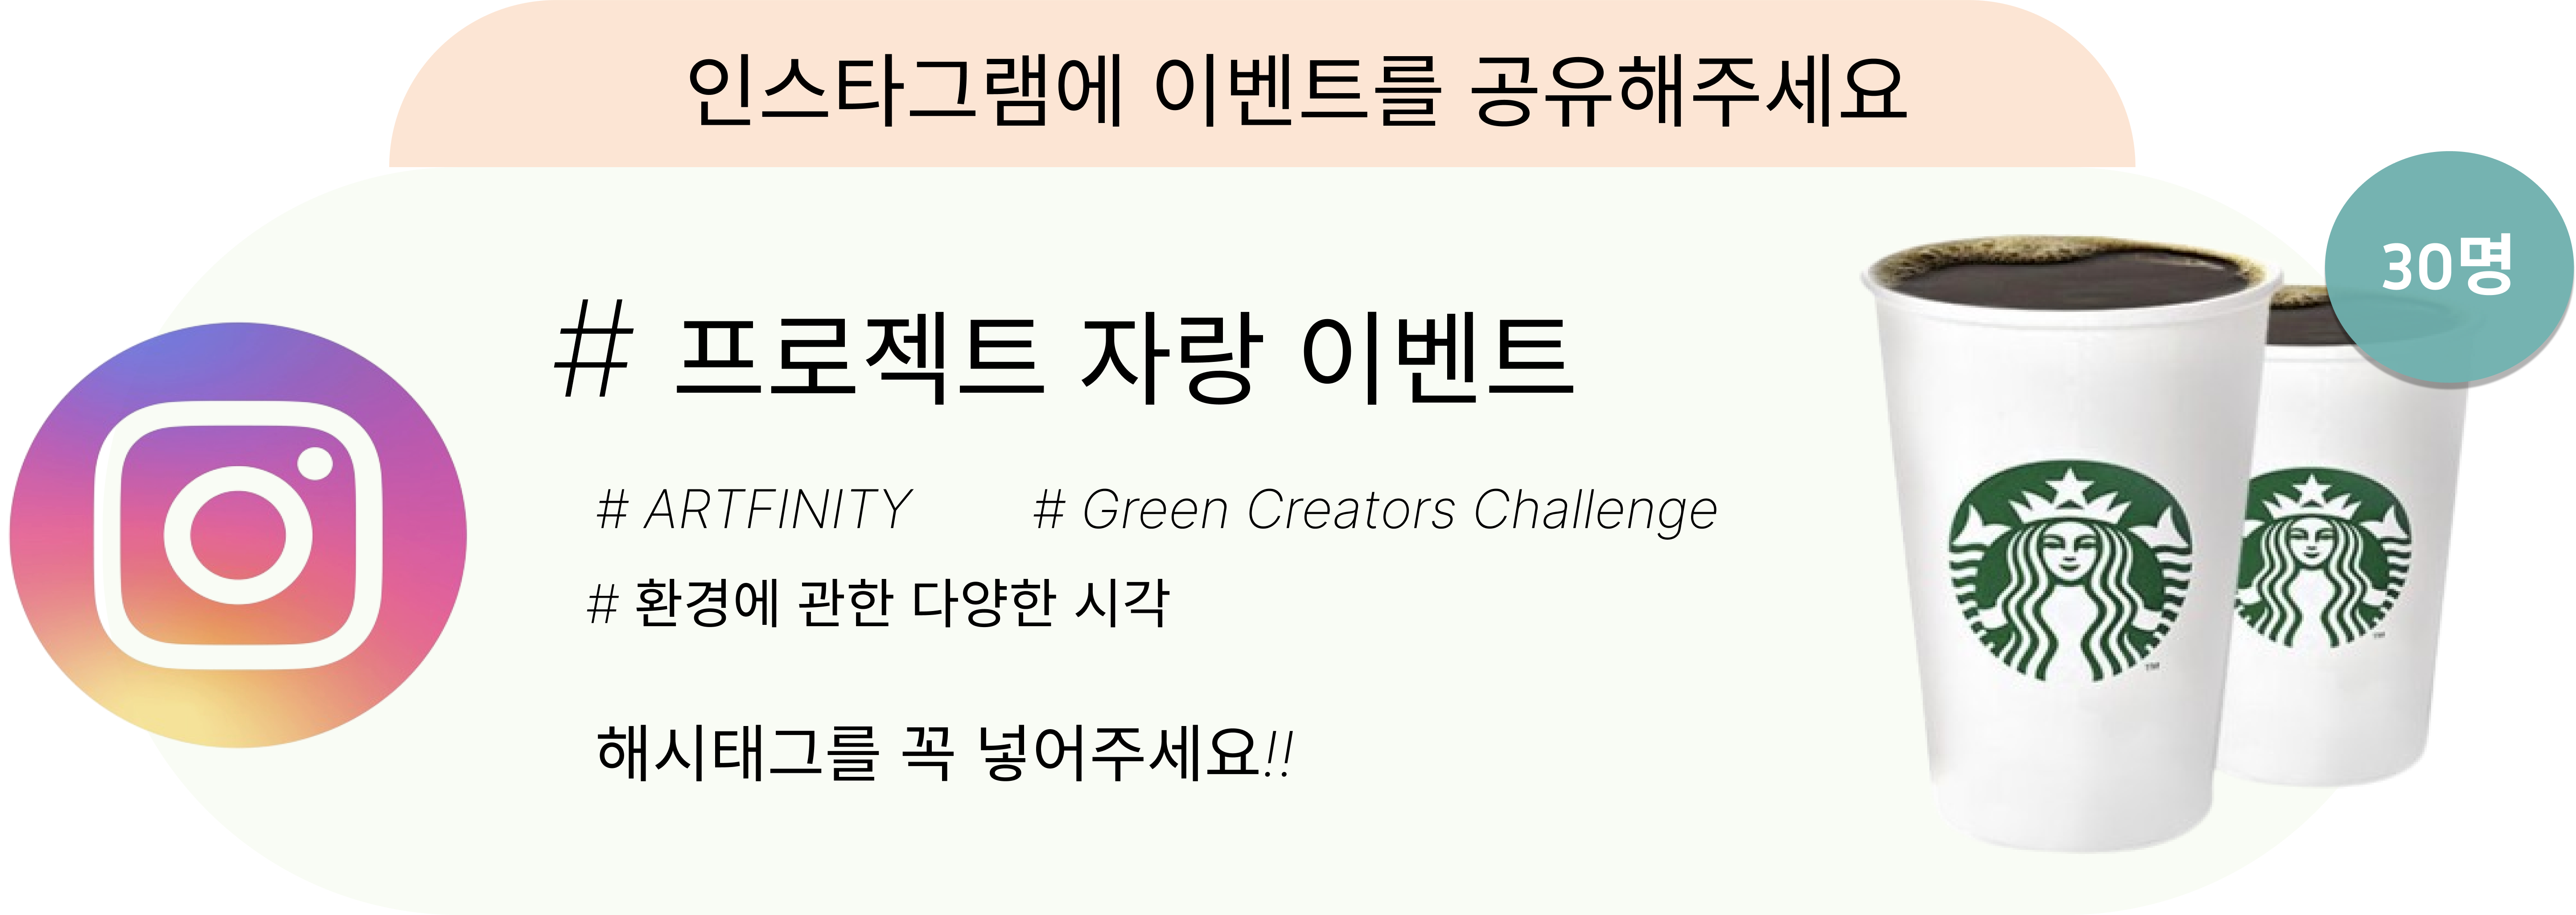 인스타그램에 이벤트를 공유해주세요
30명
# 프로젝트 자랑 이벤트
# ARTFINITY # Green Creators Challenge
# 환경에 관한 다양한 시각
해시태그를 꼭 넣어주세요!!
TM
TM